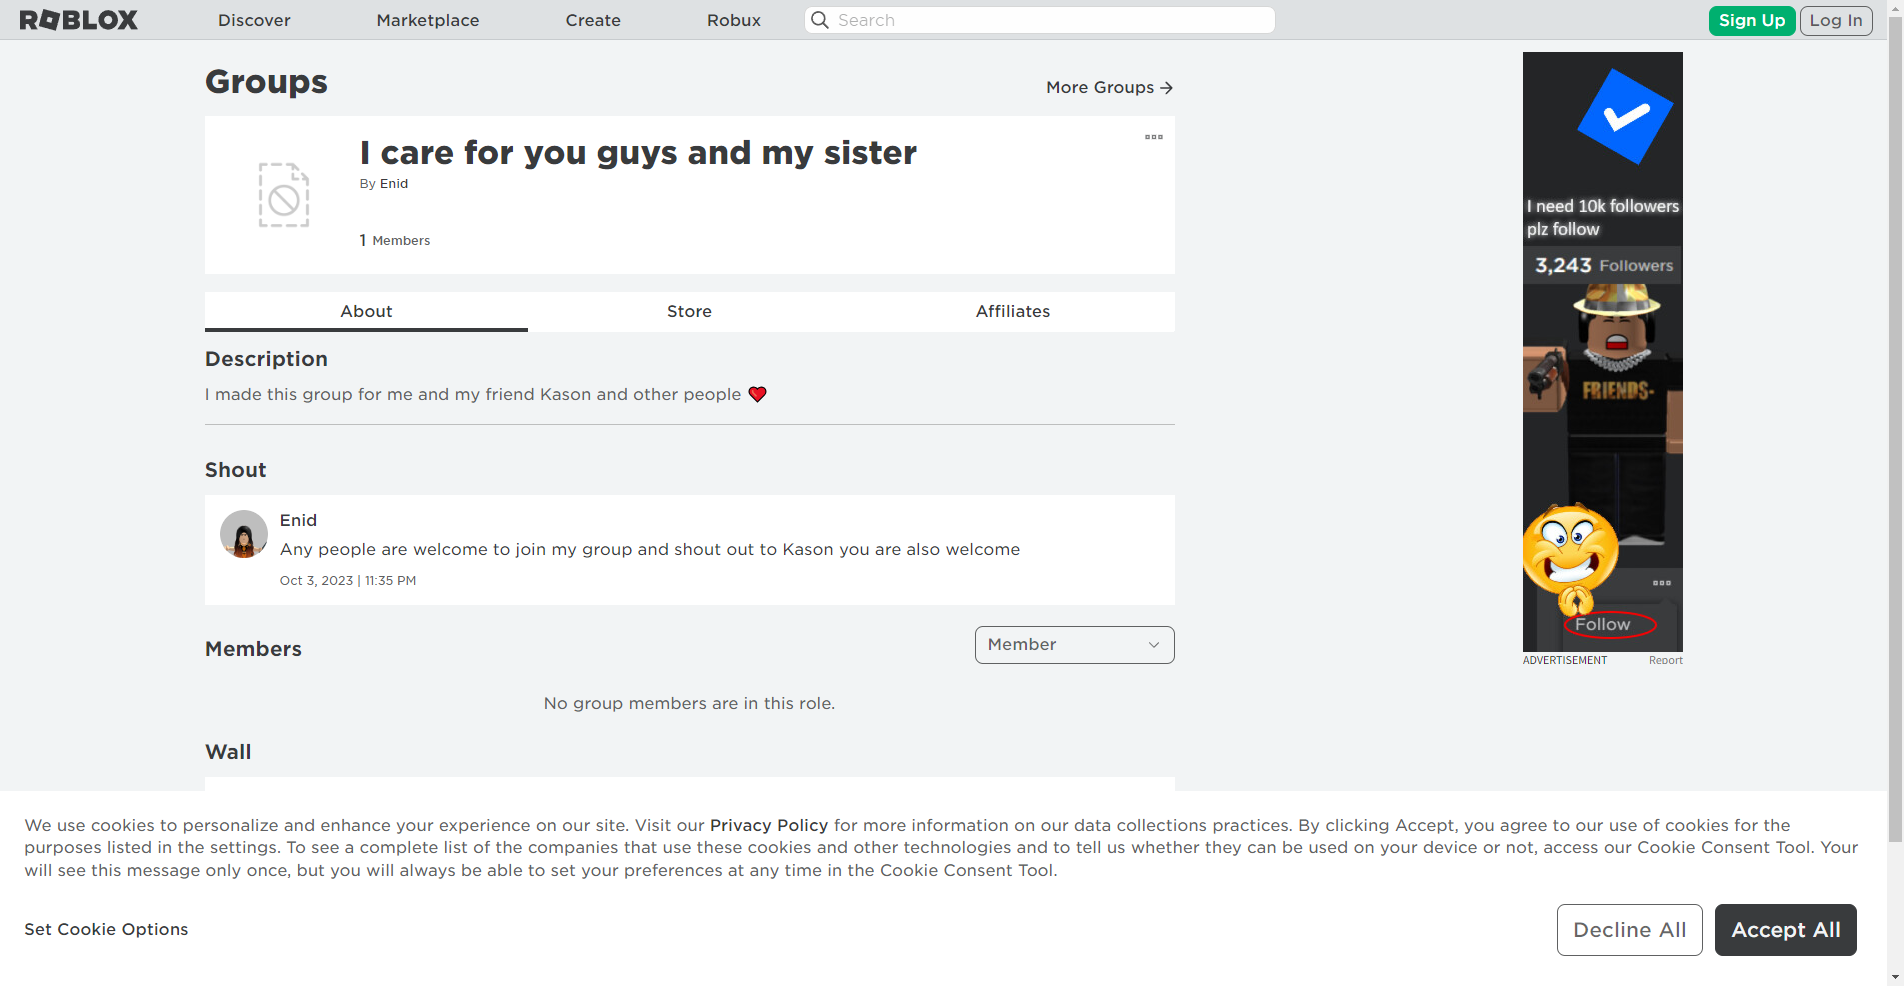 ROBLOX
Discover
Marketplace
Create
Robux
Search
Sign Up
Log In
Groups
More Groups →
I care for you guys and my sister
By Enid
1 Members
About
Store
Affiliates
Description
I made this group for me and my friend Kason and other people ❤️
Shout
Enid
Any people are welcome to join my group and shout out to Kason you are also welcome
Oct 3, 2023 | 11:35 PM
Members
Member
No group members are in this role.
Wall
I need 10k followers
plz follow
3,243 Followers
FRIENDS-
Follow
ADVERTISEMENT
Report
We use cookies to personalize and enhance your experience on our site. Visit our Privacy Policy for more information on our data collections practices. By clicking Accept, you agree to our use of cookies for the
purposes listed in the settings. To see a complete list of the companies that use these cookies and other technologies and to tell us whether they can be used on your device or not, access our Cookie Consent Tool. Your
will see this message only once, but you will always be able to set your preferences at any time in the Cookie Consent Tool.
Set Cookie Options
Decline All
Accept All